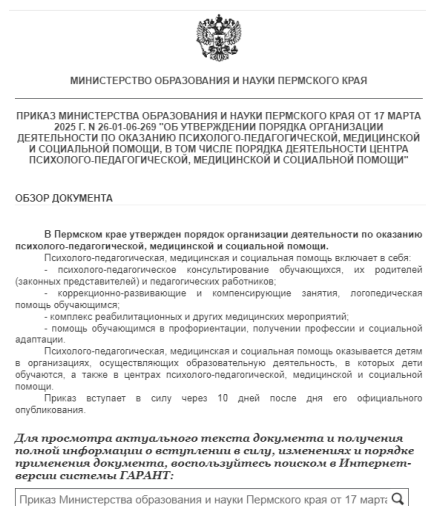 МИНИСТЕРСТВО ОБРАЗОВАНИЯ И НАУКИ ПЕРМСКОГО КРАЯ
ПРИКАЗ МИНИСТЕРСТВА ОБРАЗОВАНИЯ И НАУКИ ПЕРМСКОГО КРАЯ ОТ 17 МАРТА
2025 Г. N 26-01-06-269 "ОБ УТВЕРЖДЕНИИ ПОРЯДКА ОРГАНИЗАЦИИ
ДЕЯТЕЛЬНОСТИ ПО ОКАЗАНИЮ ПСИХОЛОГО-ПЕДАГОГИЧЕСКОЙ, МЕДИЦИНСКОЙ
И СОЦИАЛЬНОЙ ПОМОЩИ, В ТОМ ЧИСЛЕ ПОРЯДКА ДЕЯТЕЛЬНОСТИ ЦЕНТРА
ПСИХОЛОГО-ПЕДАГОГИЧЕСКОЙ, МЕДИЦИНСКОЙ И СОЦИАЛЬНОЙ ПОМОЩИ"
ОБЗОР ДОКУМЕНТА
В Пермском крае утвержден порядок организации деятельности по оказанию
психолого-педагогической, медицинской и социальной помощи.
Психолого-педагогическая, медицинская и социальная помощь включает в себя:
- психолого-педагогическое консультирование обучающихся, их родителей
(законных представителей) и педагогических работников;
- коррекционно-развивающие и компенсирующие занятия, логопедическая
помощь обучающимся;
- комплекс реабилитационных и других медицинских мероприятий;
- помощь обучающимся в профориентации, получении профессии и социальной
адаптации.
Психолого-педагогическая, медицинская и социальная помощь оказывается детям
в организациях, осуществляющих образовательную деятельность, в которых дети
обучаются, а также в центрах психолого-педагогической, медицинской и социальной
помощи.
Приказ вступает в силу через 10 дней после дня его официального
опубликования.
Для просмотра актуального текста документа и получения
полной информации о вступлении в силу, изменениях и порядке
применения документа, воспользуйтесь поиском в Интернет-
версии системы ГАРАНТ:
Приказ Министерства образования и науки Пермского края от 17 марта